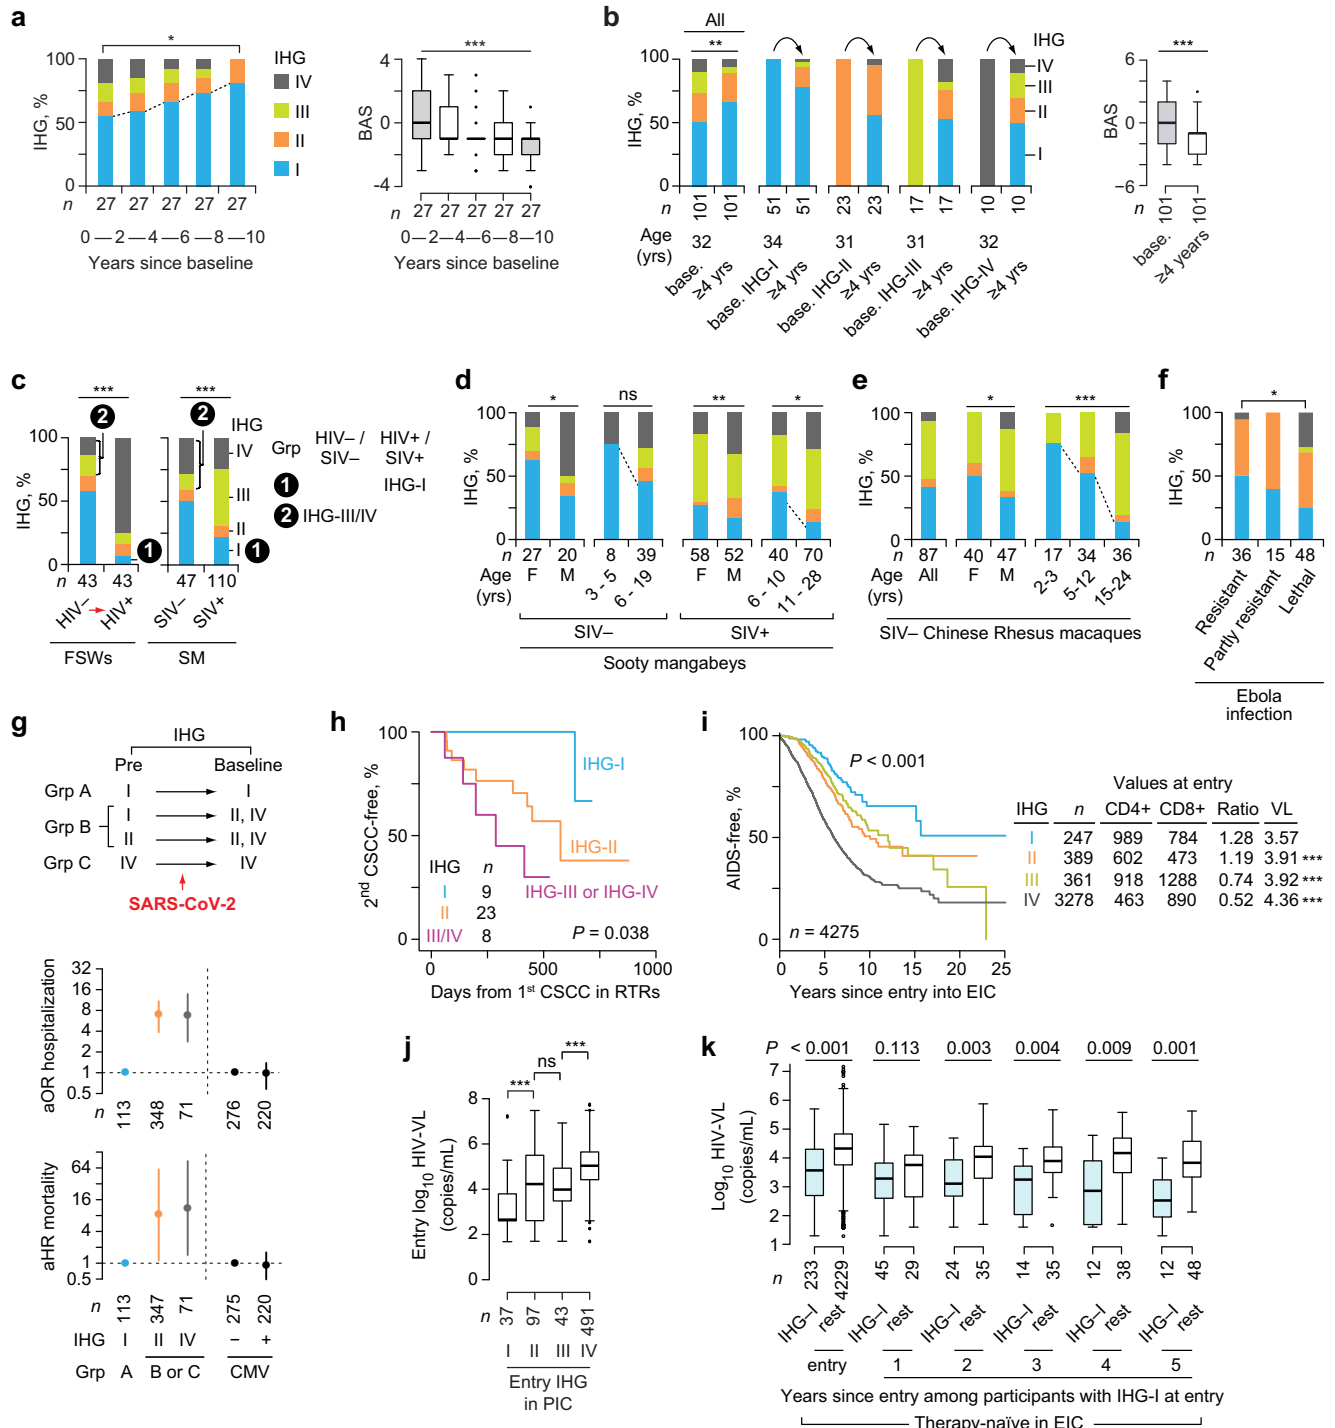 a
*
100
50
0
IHG, %
IHG
IV
III
II
I
n 27 27 27 27 27
0—2—4—6—8—10
Years since baseline
***
4
0
−4
BAS
n 27 27 27 27 27
0—2—4—6—8—10
Years since baseline
b
All
**
100
50
0
IHG, %
IHG
IV
III
II
I
n 101 101 51 51 23 23 17 17 10 10
Age (yrs) 32 34 31 31 32
base. ≥4 yrs base. IHG-I ≥4 yrs base. IHG-II ≥4 yrs base. IHG-III ≥4 yrs base. IHG-IV ≥4 yrs
***
6
0
−6
BAS
101 101
base. ≥4 years
c
*** ***
2 2
100
50
0
IHG, %
IHG
IV
III
II
I 1
1
n 43 43 47 110
HIV− HIV+ SIV− SIV+
FSWs SM
Grp HIV− / SIV− HIV+ / SIV+
1 IHG-I
2 IHG-III/IV
d
* ns ** *
100
50
0
IHG, %
n 27 20 8 39 58 52 40 70
Age (yrs) F M 3 - 5 6 - 19 F M 6 - 10 11 - 28
SIV− SIV+
Sooty mangabeys
e
* ***
100
50
0
IHG, %
n 87 40 47 17 34 36
Age (yrs) All F M 2-3 5-12 15-24
SIV− Chinese Rhesus macaques
f
*
100
50
0
IHG, %
n 36 15 48
Resistant Partly resistant Lethal
Ebola
infection
g
IHG
Pre Baseline
Grp A I I
Grp B I II, IV
II II, IV
Grp C IV IV
SARS-CoV-2
32
16
8
4
2
1
0.5
aOR hospitalization
n 113 348 71 276 220
64
16
4
1
0.5
aHR mortality
n 113 347 71 275 220
IHG I II IV − +
Grp A B or C CMV
h
100
50
0
2nd CSCC-free, %
IHG-I
IHG-II
IHG-III or IHG-IV
IHG n
I 9
II 23
III/IV 8
P = 0.038
0 500 1000
Days from 1st CSCC in RTRs
i
100
50
0
AIDS-free, %
P < 0.001
n = 4275
0 5 10 15 20 25
Years since entry into EIC
Values at entry
IHG n CD4+ CD8+ Ratio VL
I 247 989 784 1.28 3.57
II 389 602 473 1.19 3.91 ***
III 361 918 1288 0.74 3.92 ***
IV 3278 463 890 0.52 4.36 ***
j
*** ns ***
8
6
4
2
0
Entry log10 HIV-VL
(copies/mL)
n 37 97 43 491
I II III IV
Entry IHG
in PIC
k
P < 0.001 0.113 0.003 0.004 0.009 0.001
7
6
5
4
3
2
1
Log10 HIV-VL
(copies/mL)
n 233 4229 45 29 24 35 14 35 12 38 12 48
IHG–I rest IHG–I rest IHG–I rest IHG–I rest IHG–I rest IHG–I rest
entry 1 2 3 4 5
Years since entry among participants with IHG-I at entry
Therapy-naïve in EIC